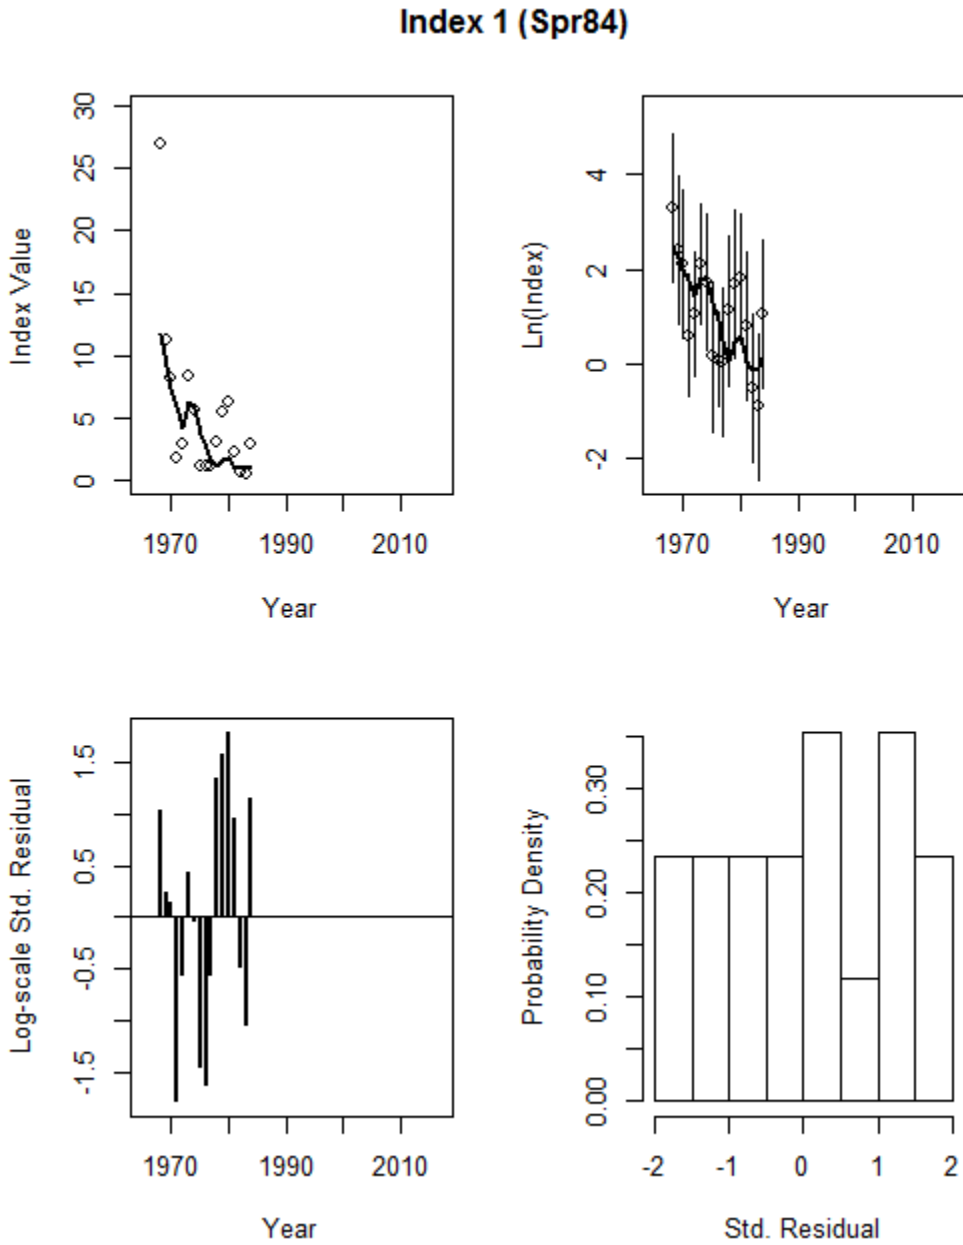 Index 1 (Spr84)
Index Value
30
25
20
15
10
5
0
1970 1990 2010
Year
Ln(Index)
4
2
0
-2
1970 1990 2010
Year
Log-scale Std. Residual
1.5
0.5
-0.5
-1.5
1970 1990 2010
Year
Probability Density
0.30
0.20
0.10
0.00
-2 -1 0 1 2
Std. Residual